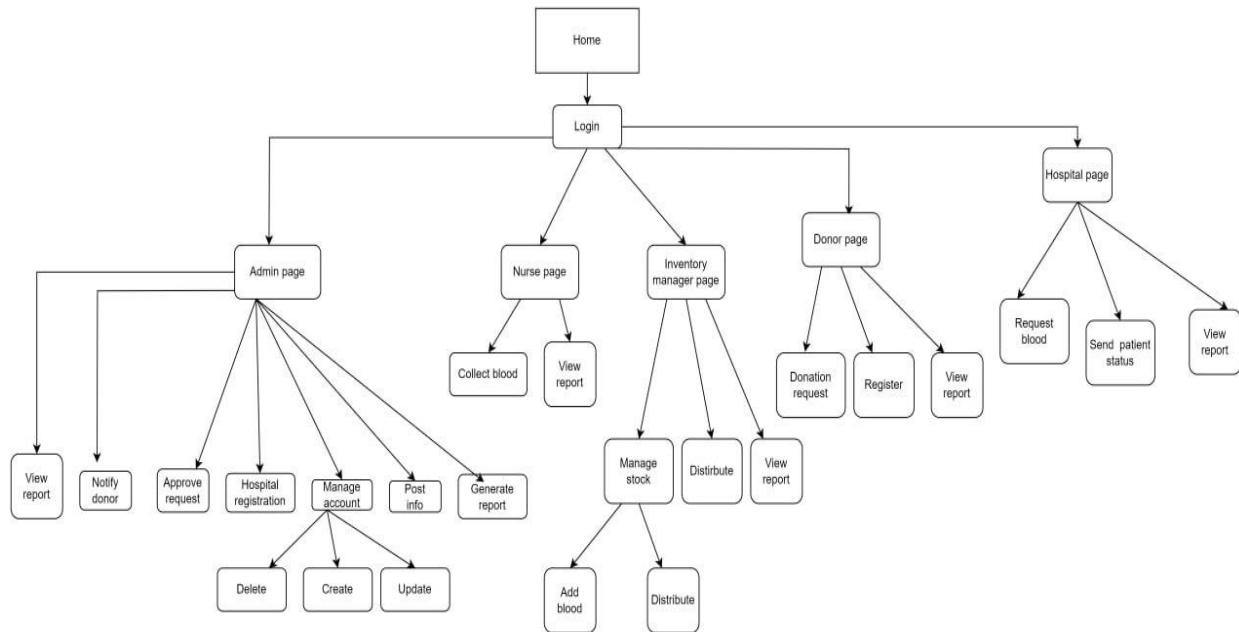 Home
Login
Hospital page
Admin page
Nurse page
Inventory
manager page
Donor page
Request
blood
Send patient
status
View
report
Collect blood
View
report
Donation
request
Register
View
report
View
report
Notify
donor
Approve
request
Hospital
registration
Manage
account
Post
info
Generate
report
Manage
stock
Distirbute
View
report
Delete
Create
Update
Add
blood
Distribute